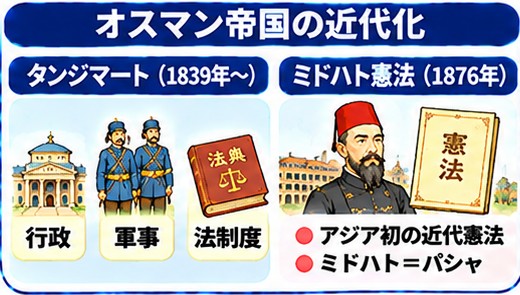 オスマン帝国の近代化
タンジマート（1839年～）
法典
行政
軍事
法制度
ミドハト憲法（1876年）
憲法
アジア初の近代憲法
ミドハト＝パシャ